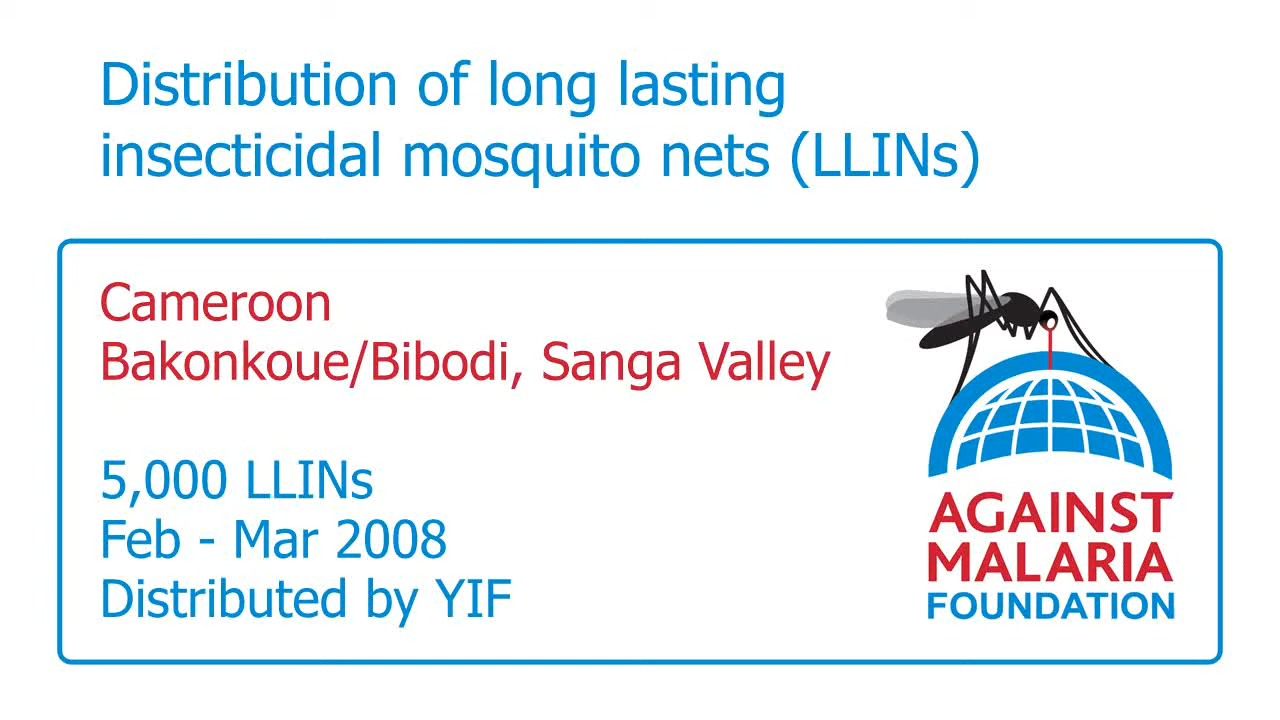 Distribution of long lasting
insecticidal mosquito nets (LLINs)
Cameroon
Bakonkoue/Bibodi, Sanga Valley
5,000 LLINs
Feb - Mar 2008
Distributed by YIF
AGAINST
MALARIA
FOUNDATION